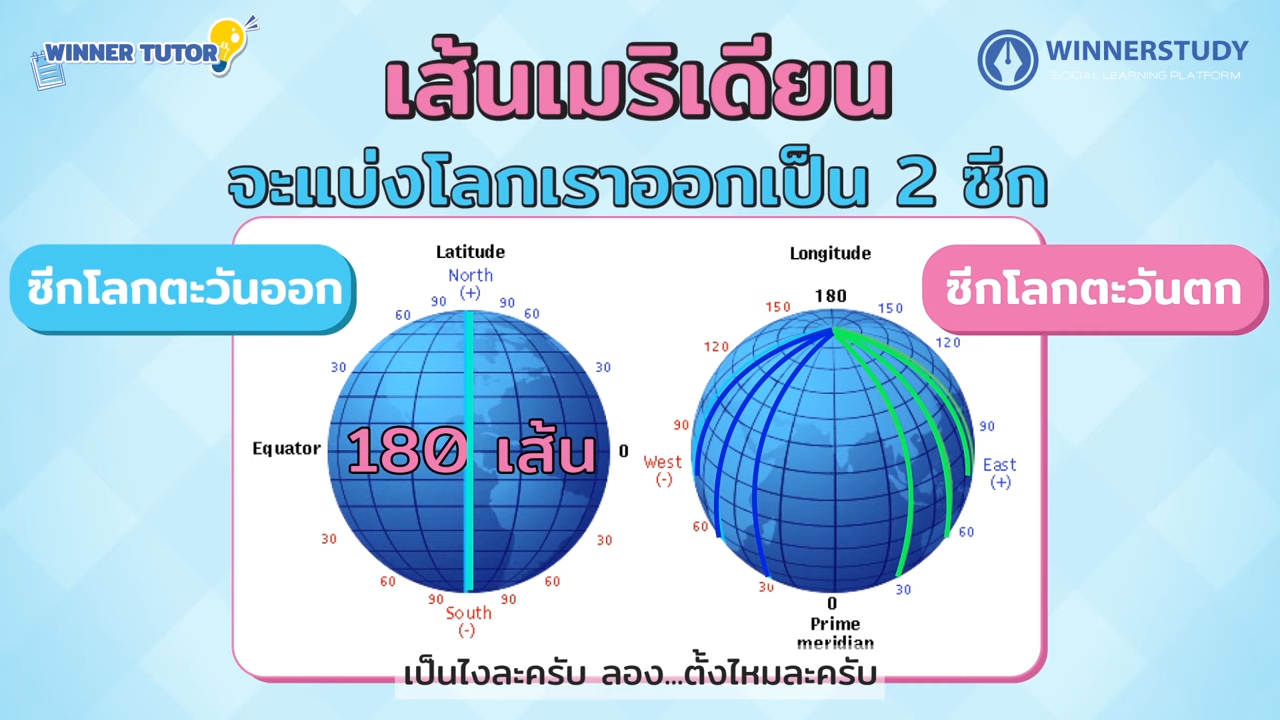 WINNER TUTOR
WINNERSTUDY
SOCIAL LEARNING PLATFORM
เส้นเมริเดียน
จะแบ่งโลกเราออกเป็น 2 ซีก
ซีกโลกตะวันออก
ซีกโลกตะวันตก
Latitude
North
(+)
90 90
60 60
30 30
Equator
0
180 เส้น
30 30
60 60
90 90
South
(-)
Longitude
180
150 150
120 120
90 90
West
(-)
East
(+)
60 60
30 30
0
Prime
meridian
เป็นไงละครับ ลอง...ตั้งไหมละครับ